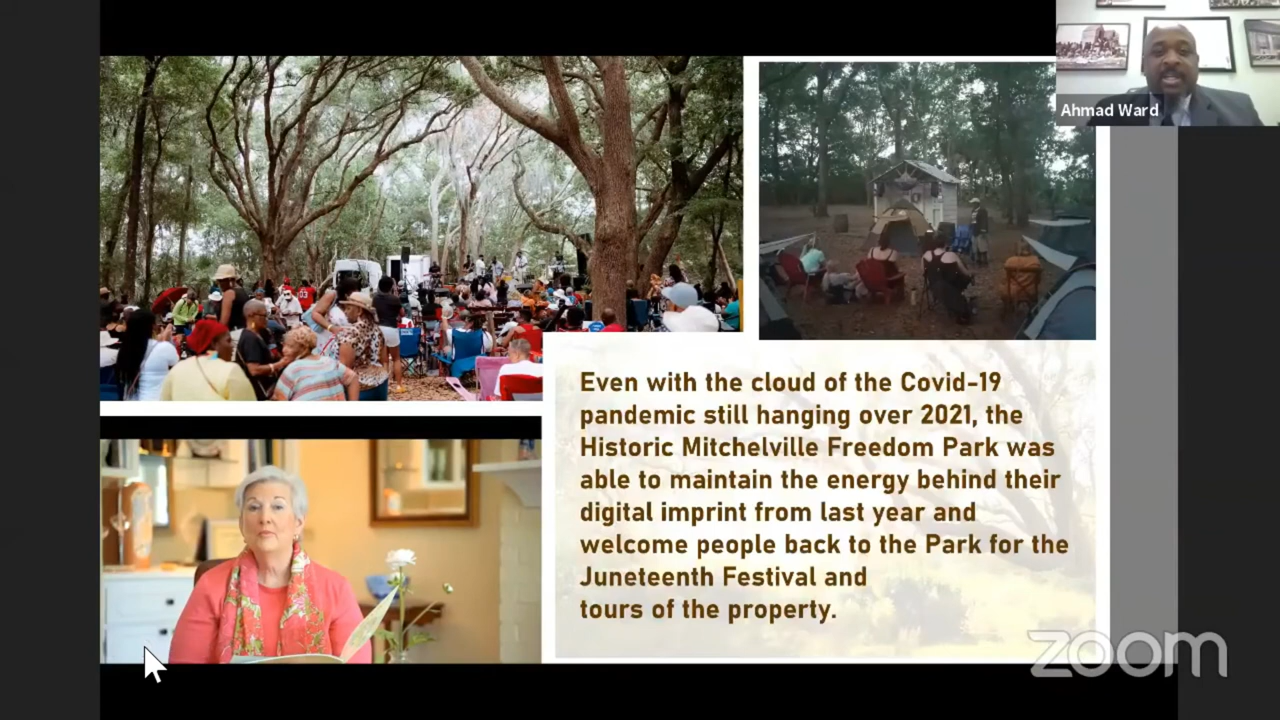 Ahmad Ward
Even with the cloud of the Covid-19
pandemic still hanging over 2021, the
Historic Mitchelville Freedom Park was
able to maintain the energy behind their
digital imprint from last year and
welcome people back to the Park for the
Juneteenth Festival and
tours of the property.
zoom